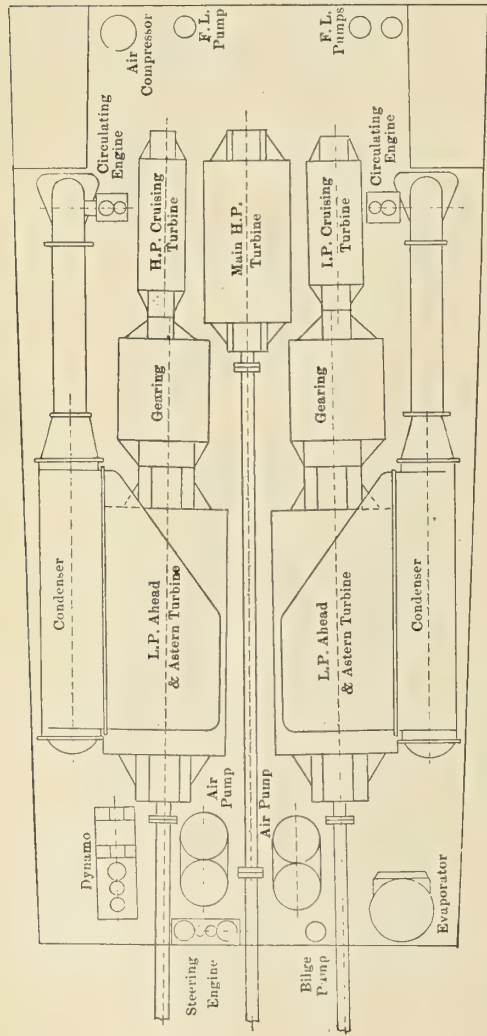 Air
Compressor
F. L.
Pump
F. L.
Pumps
Circulating
Engine
H.P. Cruising
Turbine
Main H.P.
Turbine
I.P. Cruising
Turbine
Circulating
Engine
Gearing
Gearing
Condenser
L.P. Ahead
& Astern Turbine
L.P. Ahead
& Astern Turbine
Condenser
Dynamo
Air
Pump
Air Pump
Steering
Engine
Bilge
Pump
Evaporator